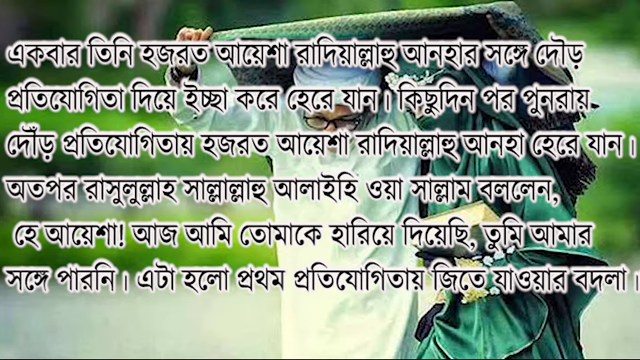 একবার তিনি হজরত আয়েশা রাদিয়াল্লাহু আনহার সঙ্গে দৌড়
প্রতিযোগিতা দিয়ে ইচ্ছা করে হেরে যান। কিছুদিন পর পুনরায়
দৌঁড় প্রতিযোগিতায় হজরত আয়েশা রাদিয়াল্লাহু আনহা হেরে যান।
অতপর রাসুলুল্লাহ সাল্লাল্লাহু আলাইহি ওয়া সাল্লাম বললেন,
হে আয়েশা! আজ আমি তোমাকে হারিয়ে দিয়েছি, তুমি আমার
সঙ্গে পারনি। এটা হলো প্রথম প্রতিযোগিতায় জিতে যাওয়ার বদলা।